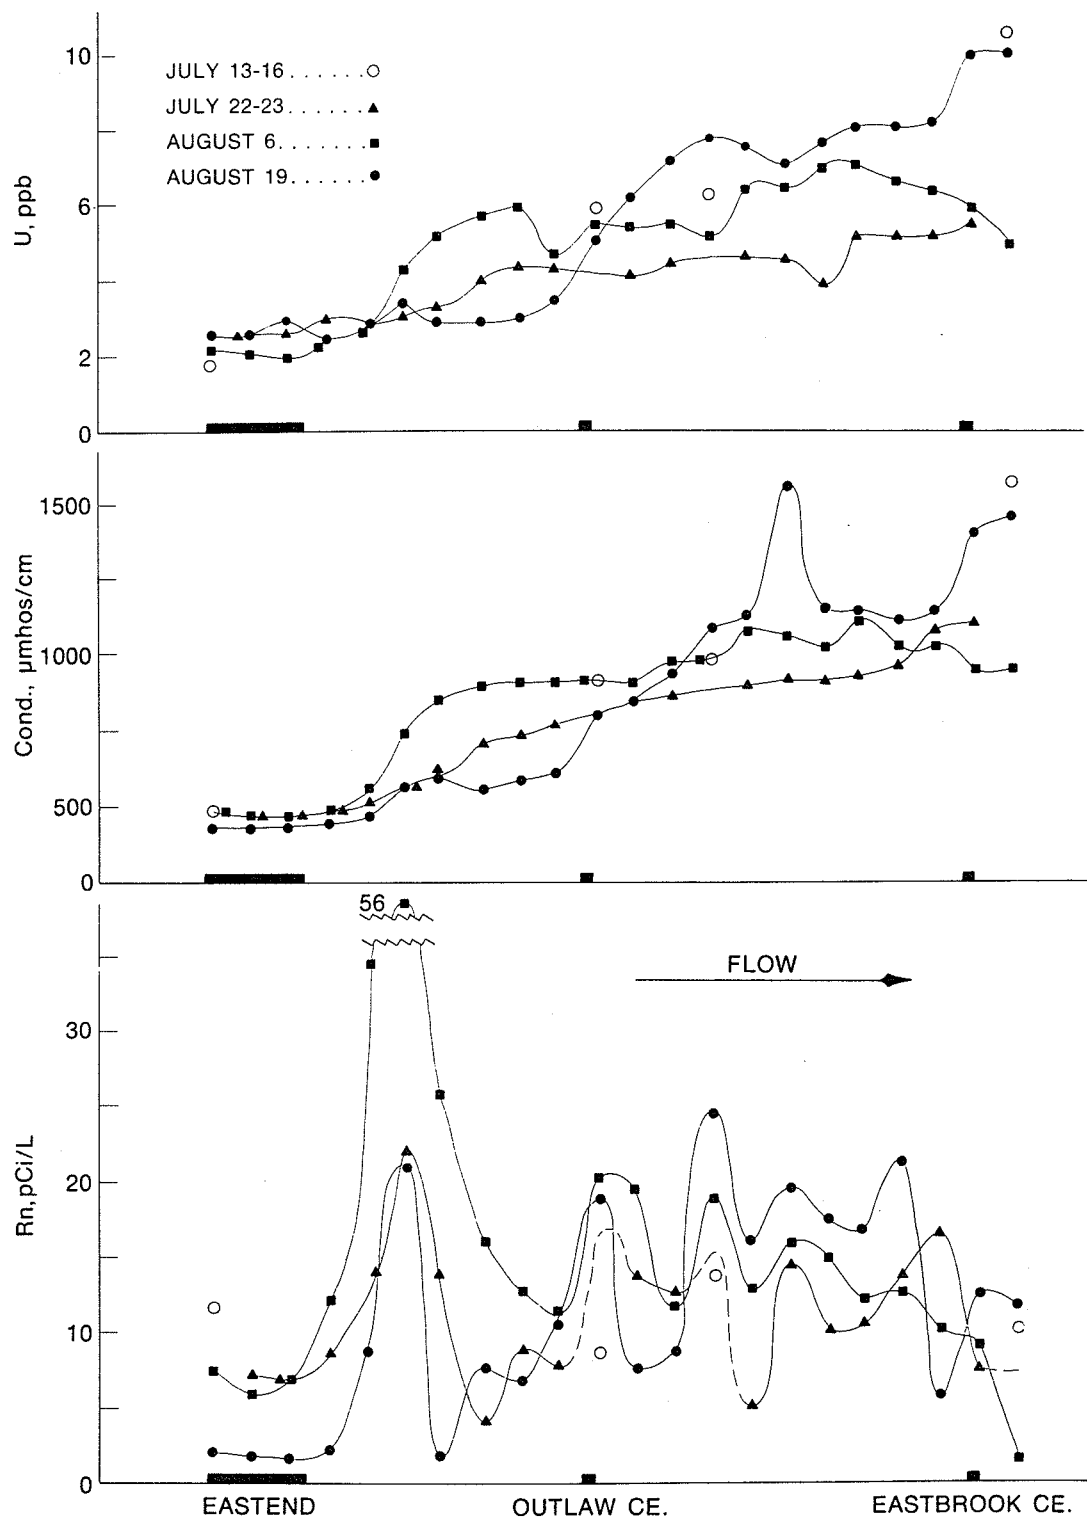 10
JULY 13-16......
JULY 22-23......
AUGUST 6.......
AUGUST 19......
6
U, ppb
2
0
1500
Cond., µmhos/cm
1000
500
0
56
FLOW
30
Rn, pCi/L
20
10
0
EASTEND
OUTLAW CE.
EASTBROOK CE.